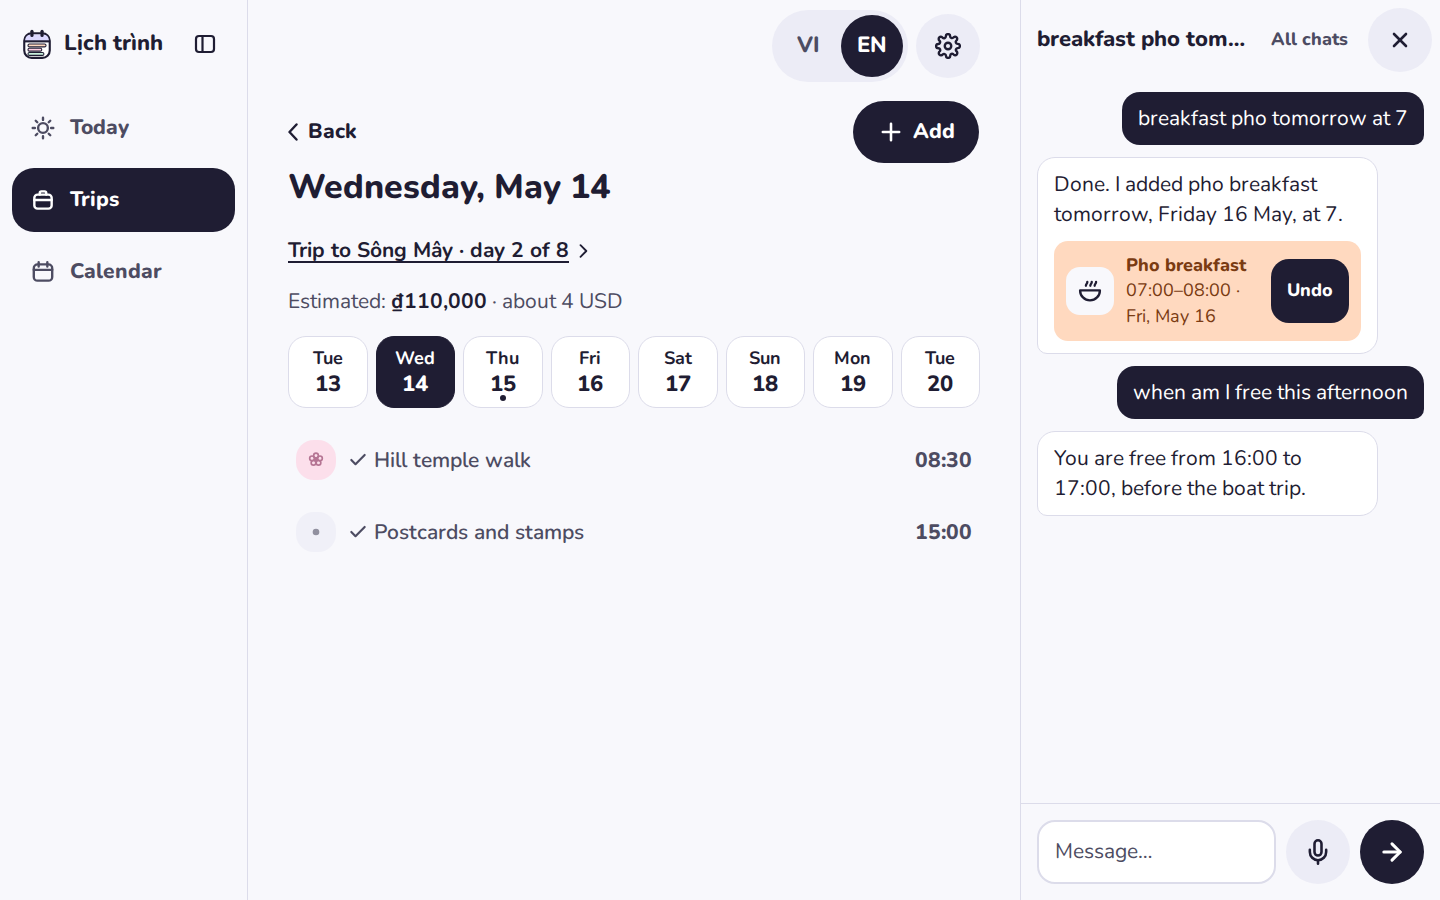 Lịch trình
Today
Trips
Calendar
VI
EN
Back
Add
Wednesday, May 14
Trip to Sông Mây · day 2 of 8
Estimated: ₫110,000 · about 4 USD
Tue
13
Wed
14
Thu
15
Fri
16
Sat
17
Sun
18
Mon
19
Tue
20
Hill temple walk
08:30
Postcards and stamps
15:00
breakfast pho tom...
All chats
breakfast pho tomorrow at 7
Done. I added pho breakfast
tomorrow, Friday 16 May, at 7.
Pho breakfast
07:00–08:00 ·
Fri, May 16
Undo
when am I free this afternoon
You are free from 16:00 to
17:00, before the boat trip.
Message...